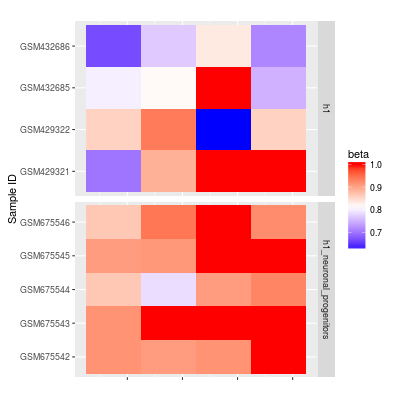 Sample ID
GSM432686
GSM432685
GSM429322
GSM429321
h1
GSM675546
GSM675545
GSM675544
GSM675543
GSM675542
h1_neuronal_progenitors
beta
1.0
0.9
0.8
0.7